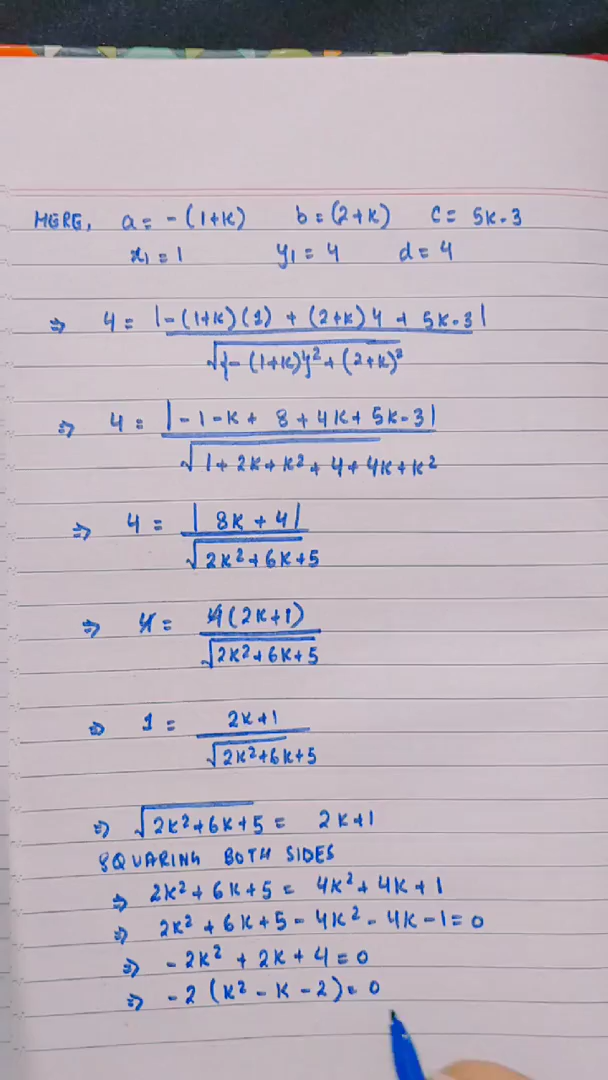 HERE, a = -(1+K) b = (2+K) c = 5K-3
x₁ = 1 y₁ = 4 d = 4
⇒ 4 = |-(1+K)(1) + (2+K)4 + 5K-3| / √{-(1+K)}² + (2+K)²
⇒ 4 = |-1-K + 8 + 4K + 5K-3| / √1 + 2K + K² + 4 + 4K + K²
⇒ 4 = |8K + 4| / √2K² + 6K + 5
⇒ 4 = 4(2K+1) / √2K² + 6K + 5
⇒ 1 = 2K+1 / √2K² + 6K + 5
⇒ √2K² + 6K + 5 = 2K+1
SQUARING BOTH SIDES
⇒ 2K² + 6K + 5 = 4K² + 4K + 1
⇒ 2K² + 6K + 5 - 4K² - 4K - 1 = 0
⇒ -2K² + 2K + 4 = 0
⇒ -2(K² - K - 2) = 0